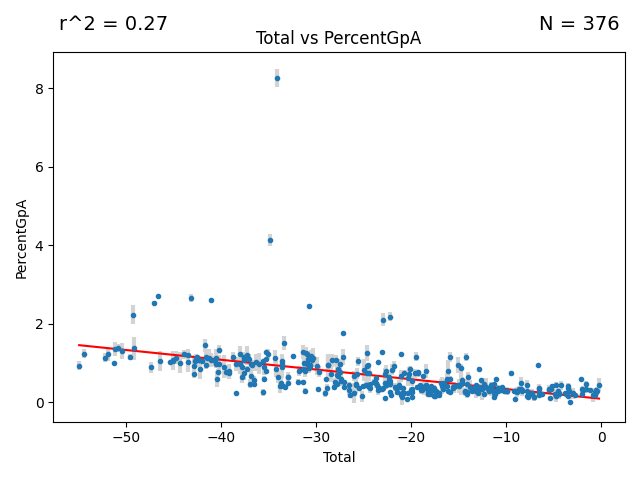 r^2 = 0.27
N = 376
Total vs PercentGpA
PercentGpA
8
6
4
2
0
−50
−40
−30
−20
−10
0
Total